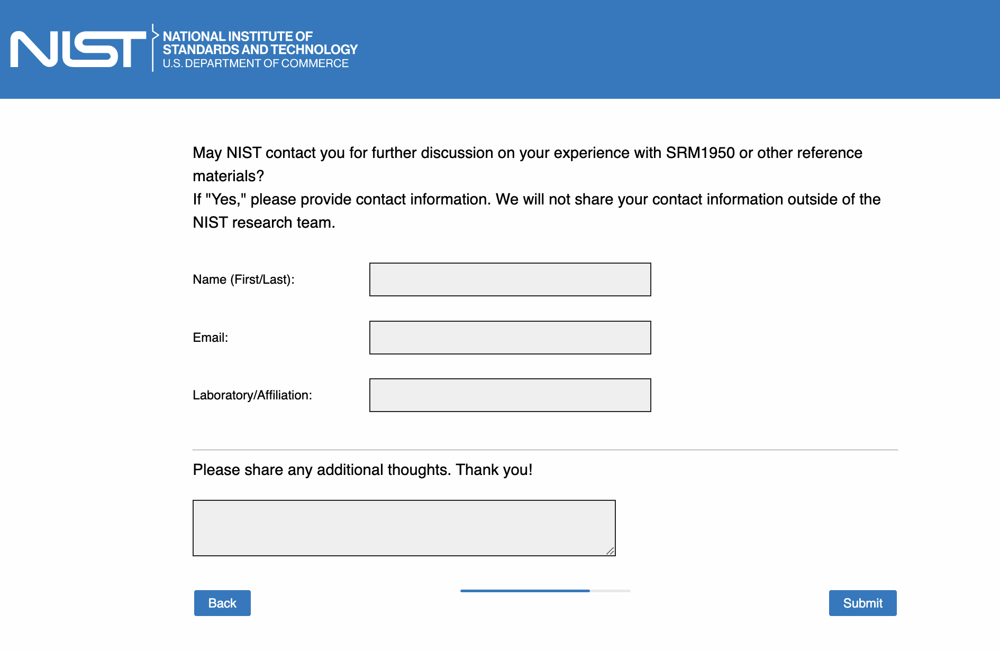 NIST
NATIONAL INSTITUTE OF
STANDARDS AND TECHNOLOGY
U.S. DEPARTMENT OF COMMERCE
May NIST contact you for further discussion on your experience with SRM1950 or other reference
materials?
If "Yes," please provide contact information. We will not share your contact information outside of the
NIST research team.
Name (First/Last):
Email:
Laboratory/Affiliation:
Please share any additional thoughts. Thank you!
Back
Submit